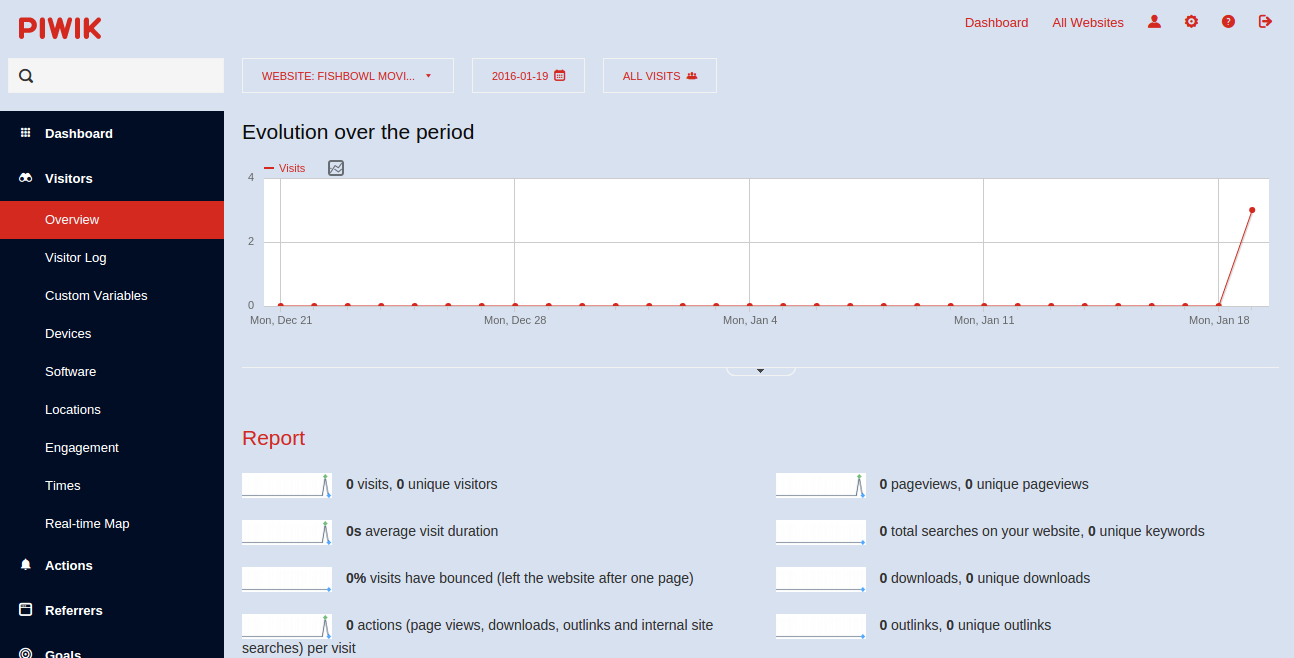 PIWIK
Dashboard All Websites
WEBSITE: FISHBOWL MOVI... 2016-01-19 ALL VISITS
Dashboard
Visitors
Overview
Visitor Log
Custom Variables
Devices
Software
Locations
Engagement
Times
Real-time Map
Actions
Referrers
Goals
Evolution over the period
Visits
4
2
0
Mon, Dec 21 Mon, Dec 28 Mon, Jan 4 Mon, Jan 11 Mon, Jan 18
Report
0 visits, 0 unique visitors
0s average visit duration
0% visits have bounced (left the website after one page)
0 actions (page views, downloads, outlinks and internal site
searches) per visit
0 pageviews, 0 unique pageviews
0 total searches on your website, 0 unique keywords
0 downloads, 0 unique downloads
0 outlinks, 0 unique outlinks